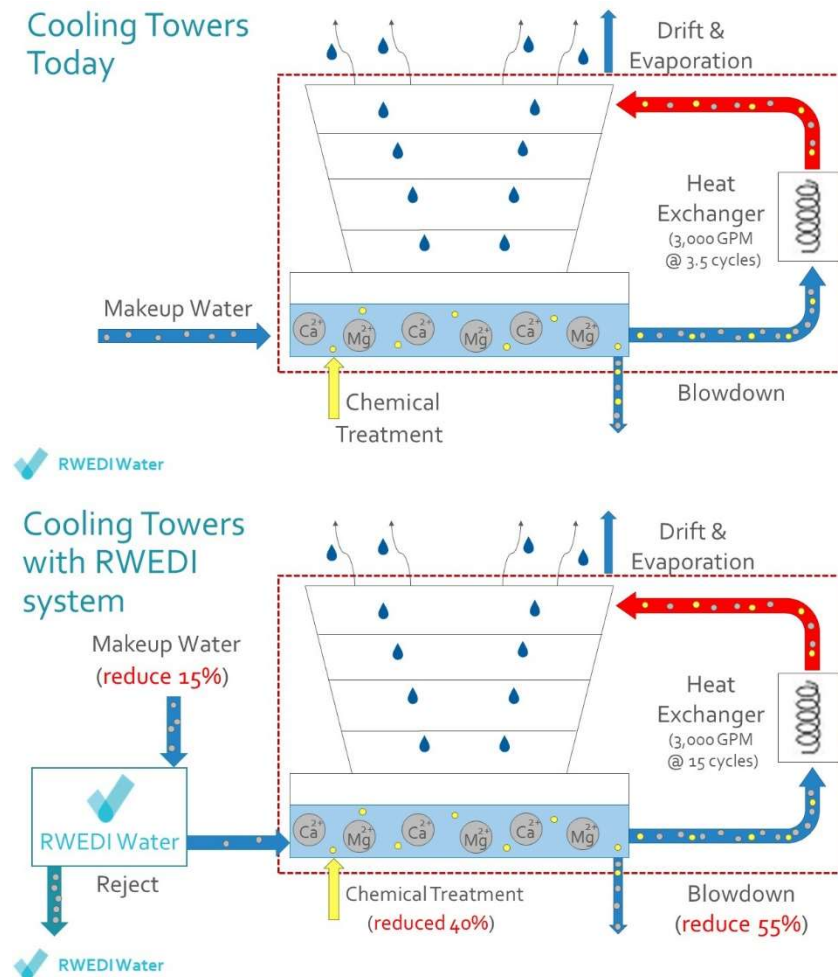 Cooling Towers
Today
Drift &
Evaporation
Heat
Exchanger
(3,000 GPM
@ 3.5 cycles)
Makeup Water
Ca2+
Mg2+
Ca2+
Mg2+
Ca2+
Mg2+
Chemical
Treatment
Blowdown
RWEDI Water
Cooling Towers
with RWEDI
system
Drift &
Evaporation
Makeup Water
(reduce 15%)
Heat
Exchanger
(3,000 GPM
@ 15 cycles)
RWEDI Water
Ca2+
Mg2+
Ca2+
Mg2+
Ca2+
Mg2+
Reject
Chemical Treatment
(reduced 40%)
Blowdown
(reduce 55%)
RWEDI Water